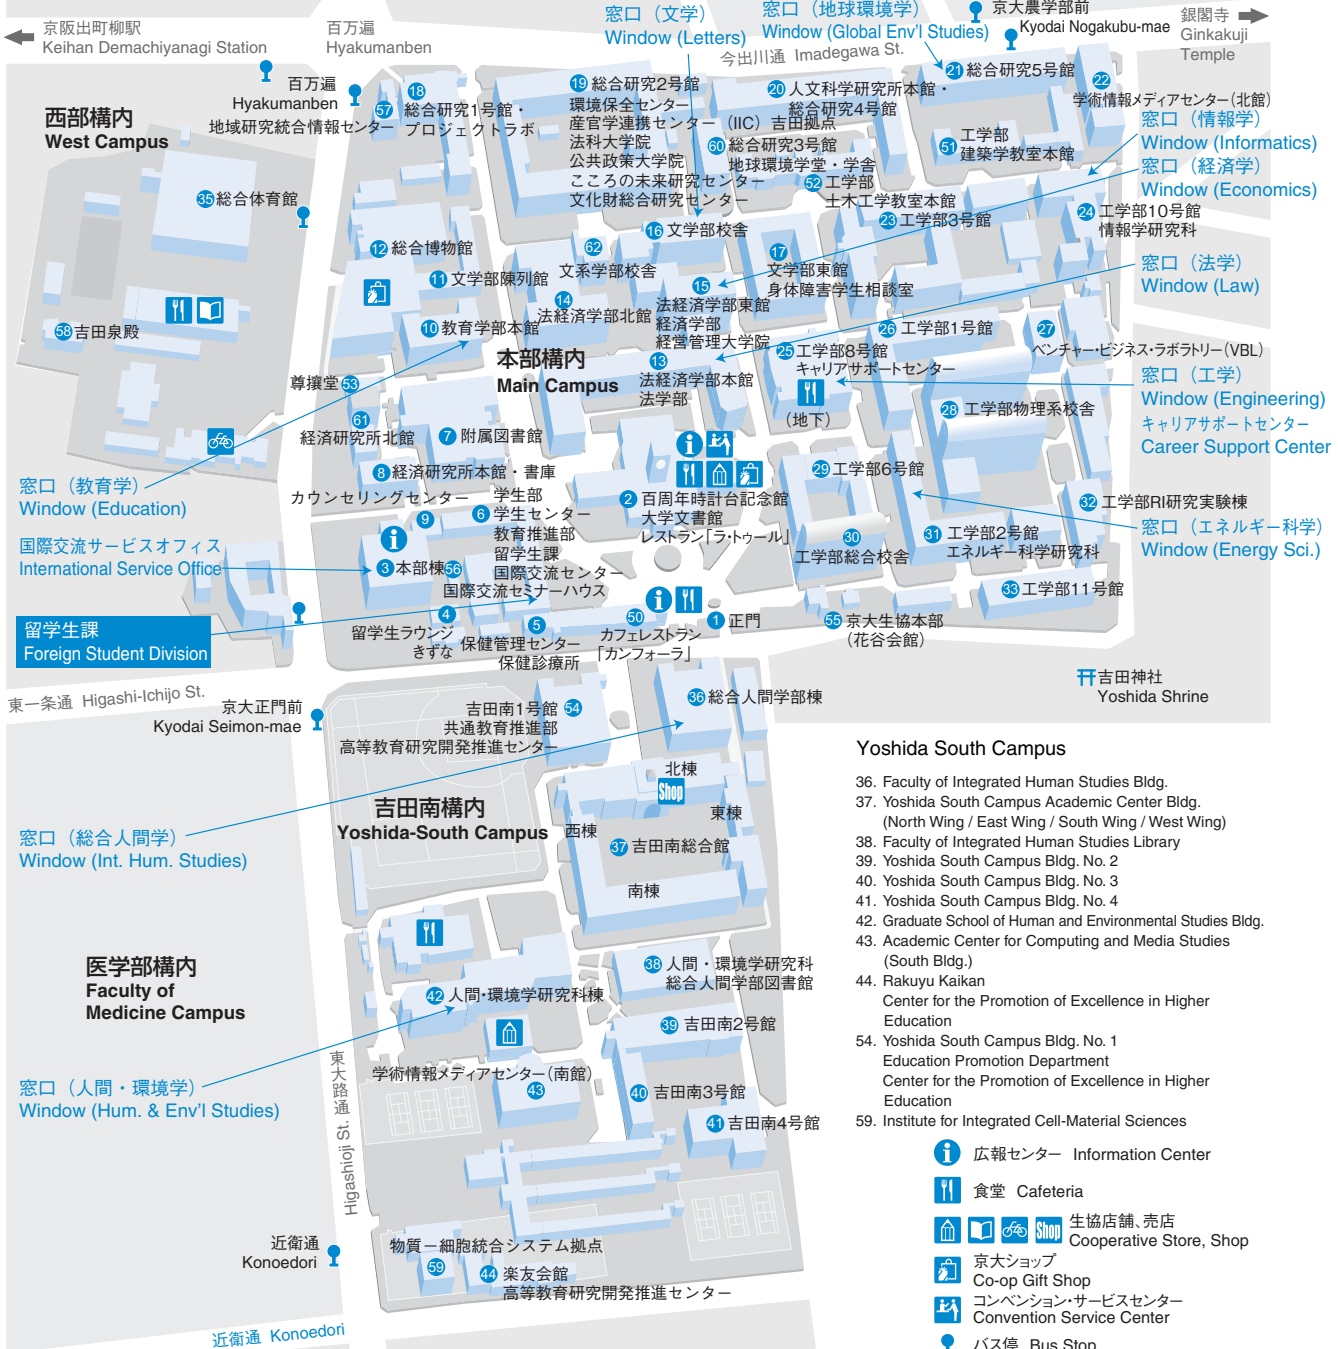 京阪出町柳駅
Keihan Demachiyanagi Station
百万遍
Hyakumanben
窓口（文学）
Window (Letters)
窓口（地球環境学）
Window (Global Env'l Studies)
京大農学部前
Kyodai Nogakubu-mae
銀閣寺
Ginkakuji
Temple
今出川通 Imadegawa St.
百万遍
Hyakumanben
西部構内
West Campus
57
地域研究統合情報センター
18
総合研究1号館・
プロジェクトラボ
19 総合研究2号館
環境保全センター
産官学連携センター（IIC）吉田拠点
法科大学院
公共政策大学院
こころの未来研究センター
文化財総合研究センター
20 人文科学研究所本館・
総合研究4号館
21 総合研究5号館
22
学術情報メディアセンター（北館）
60 総合研究3号館
地球環境学堂・学舎
51 工学部
建築学教室本館
52 工学部
土木工学教室本館
窓口（情報学）
Window (Informatics)
窓口（経済学）
Window (Economics)
35 総合体育館
12 総合博物館
62
文系学部校舎
16 文学部校舎
17
文学部東館
身体障害学生相談室
23 工学部3号館
24 工学部10号館
情報学研究科
窓口（法学）
Window (Law)
11 文学部陳列館
14
法経済学部北館
15
法経済学部東館
経済学部
経営管理大学院
58 吉田泉殿
10 教育学部本館
本部構内
Main Campus
13
法経済学部本館
法学部
25 工学部8号館
キャリアサポートセンター
(地下)
26 工学部1号館
27
ベンチャー・ビジネス・ラボラトリー（VBL）
窓口（工学）
Window (Engineering)
キャリアサポートセンター
Career Support Center
尊攘堂 53
61
経済研究所北館
7 附属図書館
28 工学部物理系校舎
8 経済研究所本館・書庫
29 工学部6号館
窓口（教育学）
Window (Education)
カウンセリングセンター
9
6 学生部
学生センター
教育推進部
留学生課
国際交流センター
2 百周年時計台記念館
大学文書館
レストラン「ラ・トゥール」
32 工学部RI研究実験棟
窓口（エネルギー科学）
Window (Energy Sci.)
30
工学部総合校舎
31 工学部2号館
エネルギー科学研究科
国際交流サービスオフィス
International Service Office
3 本部棟
56
国際交流セミナーハウス
33 工学部11号館
留学生課
Foreign Student Division
4
留学生ラウンジ
きずな
5
保健管理センター
保健診療所
50
カフェレストラン
「カンフォーラ」
1 正門
55 京大生協本部
(花谷会館)
吉田神社
Yoshida Shrine
東一条通 Higashi-Ichijo St.
京大正門前
Kyodai Seimon-mae
吉田南1号館 54
共通教育推進部
高等教育研究開発推進センター
36 総合人間学部棟
北棟
Shop
東棟
西棟
吉田南構内
Yoshida-South Campus
37 吉田南総合館
南棟
窓口（総合人間学）
Window (Int. Hum. Studies)
医学部構内
Faculty of
Medicine Campus
38 人間・環境学研究科
総合人間学部図書館
42 人間・環境学研究科棟
39 吉田南2号館
東大路通 Higashioji St.
学術情報メディアセンター（南館）
43
40 吉田南3号館
41 吉田南4号館
窓口（人間・環境学）
Window (Hum. & Env'l Studies)
近衛通
Konoedori
物質－細胞統合システム拠点
59
44 楽友会館
高等教育研究開発推進センター
近衛通 Konoedori
Yoshida South Campus
36. Faculty of Integrated Human Studies Bldg.
37. Yoshida South Campus Academic Center Bldg.
(North Wing / East Wing / South Wing / West Wing)
38. Faculty of Integrated Human Studies Library
39. Yoshida South Campus Bldg. No. 2
40. Yoshida South Campus Bldg. No. 3
41. Yoshida South Campus Bldg. No. 4
42. Graduate School of Human and Environmental Studies Bldg.
43. Academic Center for Computing and Media Studies
(South Bldg.)
44. Rakuyu Kaikan
Center for the Promotion of Excellence in Higher
Education
54. Yoshida South Campus Bldg. No. 1
Education Promotion Department
Center for the Promotion of Excellence in Higher
Education
59. Institute for Integrated Cell-Material Sciences
広報センター Information Center
食堂 Cafeteria
Shop 生協店舗、売店
Cooperative Store, Shop
京大ショップ
Co-op Gift Shop
コンベンション・サービスセンター
Convention Service Center
バス停 Bus Stop